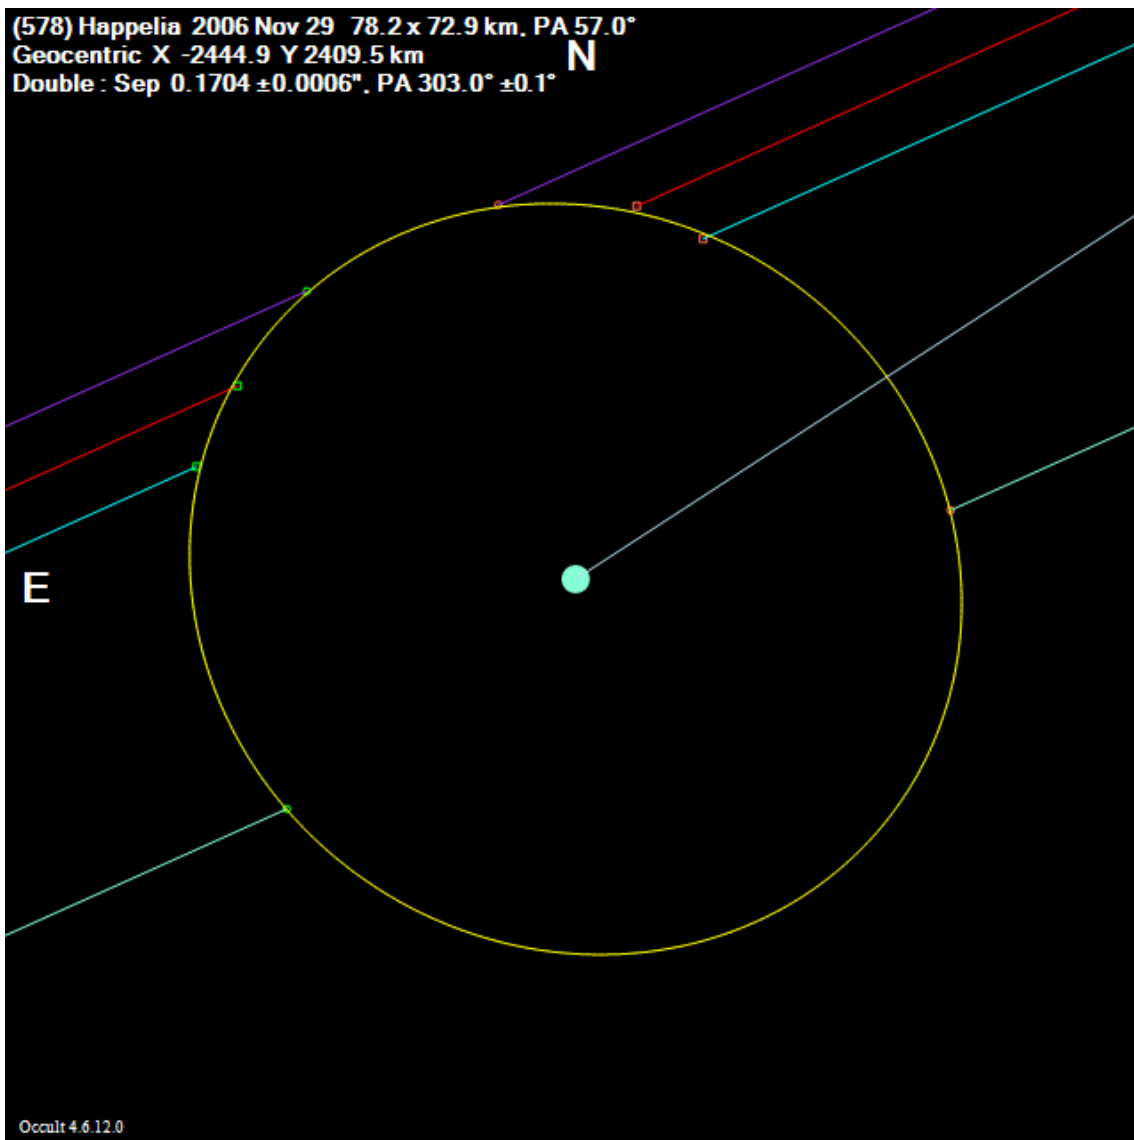 (578) Happelia 2006 Nov 29 78.2 x 72.9 km, PA 57.0°
Geocentric X -2444.9 Y 2409.5 km
N
Double : Sep 0.1704 ±0.0006", PA 303.0° ±0.1°
E
Occult 4.6.12.0